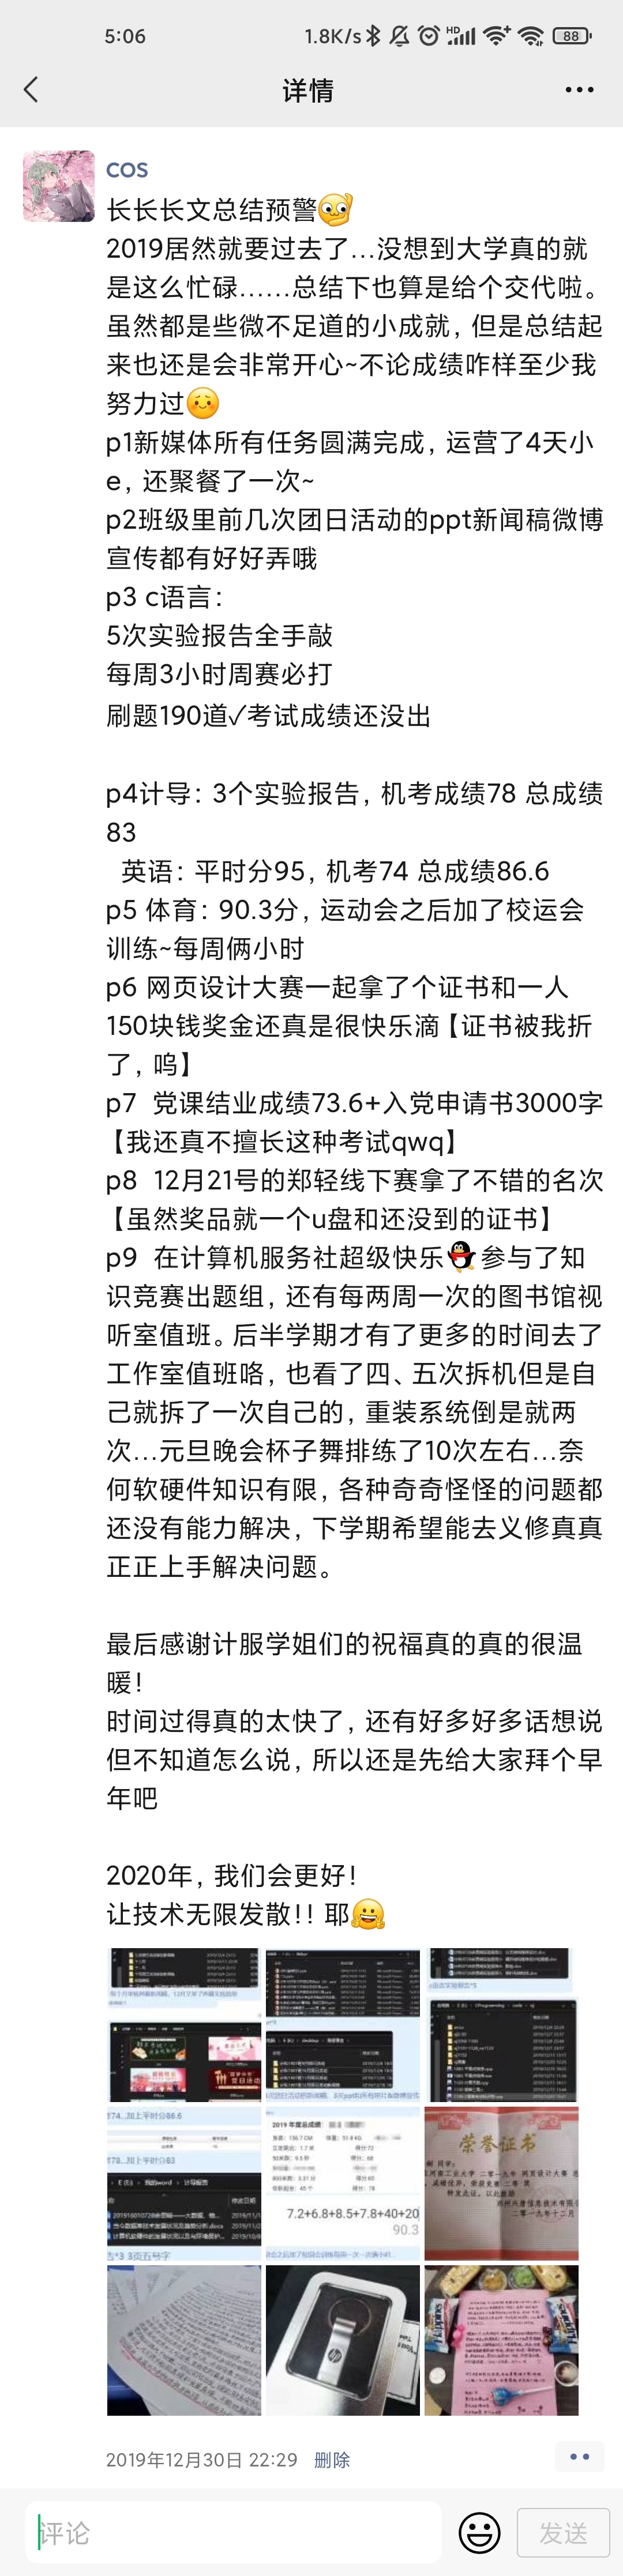 5:06
1.8K/s
HD
88
详情
COS
长长长文总结预警
2019居然就要过去了...没想到大学真的就
是这么忙碌......总结下也算是给个交代啦。
虽然都是些微不足道的小成就，但是总结起
来也还是会非常开心~不论成绩咋样至少我
努力过
p1新媒体所有任务圆满完成，运营了4天小
e，还聚餐了一次~
p2班级里前几次团日活动的ppt新闻稿微博
宣传都有好好弄哦
p3 c语言：
5次实验报告全手敲
每周3小时周赛必打
刷题190道✓考试成绩还没出
p4计导：3个实验报告，机考成绩78 总成绩
83
英语：平时分95，机考74 总成绩86.6
p5 体育：90.3分，运动会之后加了校运会
训练~每周俩小时
p6 网页设计大赛一起拿了个证书和一人
150块钱奖金还真是很快乐滴【证书被我折
了，呜】
p7 党课结业成绩73.6+入党申请书3000字
【我还真不擅长这种考试qwq】
p8 12月21号的郑轻线下赛拿了不错的名次
【虽然奖品就一个u盘和还没到的证书】
p9 在计算机服务社超级快乐参与了知
识竞赛出题组，还有每两周一次的图书馆视
听室值班。后半学期才有了更多的时间去了
工作室值班咯，也看了四、五次拆机但是自
己就拆了一次自己的，重装系统倒是就两
次...元旦晚会杯子舞排练了10次左右...奈
何软硬件知识有限，各种奇奇怪怪的问题都
还没有能力解决，下学期希望能去义修真真
正正上手解决问题。
最后感谢计服学姐们的祝福真的真的很温
暖！
时间过得真的太快了，还有好多好多话想说
但不知道怎么说，所以还是先给大家拜个早
年吧
2020年，我们会更好！
让技术无限发散！！耶
74...加上平时分86.6
78...加上平时分83
2019 年度总成绩
7.2+6.8+8.5+7.8+40+20
90.3
荣誉证书
hp
2019年12月30日 22:29 删除
评论
发送